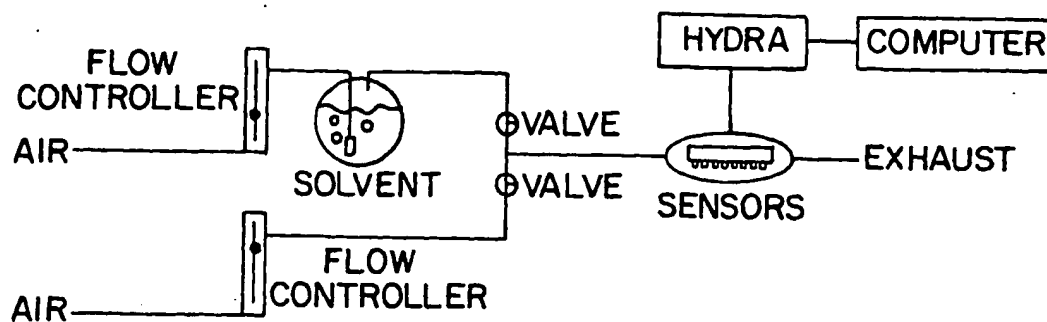 HYDRA
COMPUTER
FLOW
CONTROLLER
AIR
SOLVENT
VALVE
VALVE
SENSORS
EXHAUST
FLOW
CONTROLLER
AIR